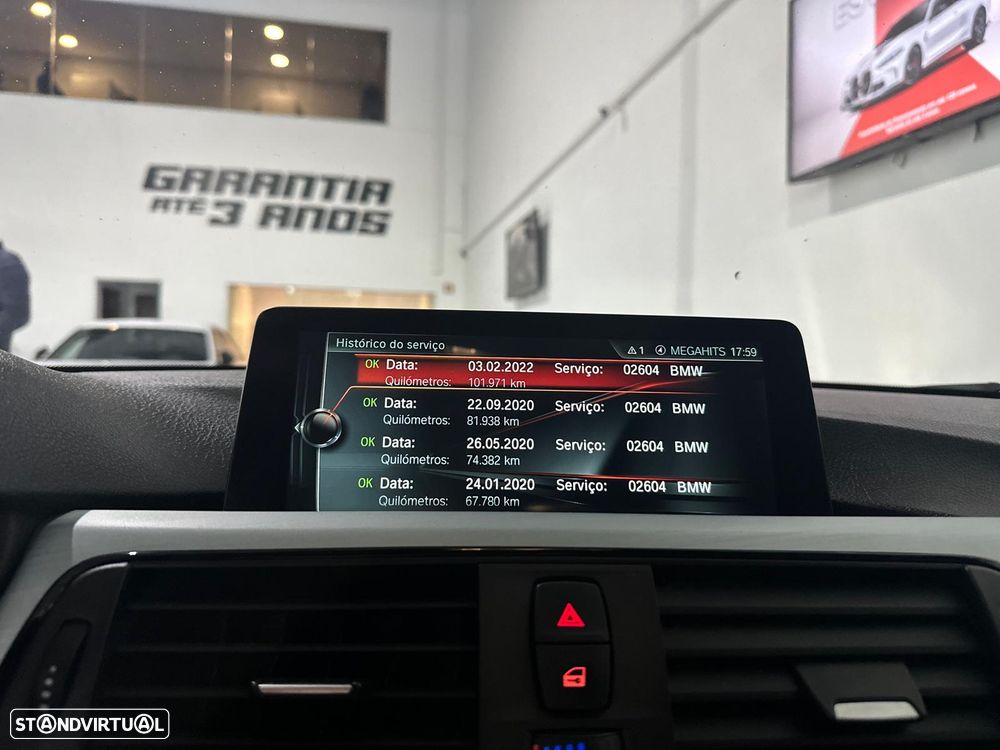 GARANTIA
ATÉ 3 ANOS
Histórico do serviço
1 MEGAHITS 17:59
OK Data: 03.02.2022 Serviço: 02604 BMW
Quilómetros: 101.971 km
OK Data: 22.09.2020 Serviço: 02604 BMW
Quilómetros: 81.938 km
OK Data: 26.05.2020 Serviço: 02604 BMW
Quilómetros: 74.382 km
OK Data: 24.01.2020 Serviço: 02604 BMW
Quilómetros: 67.780 km
STANDVIRTUAL